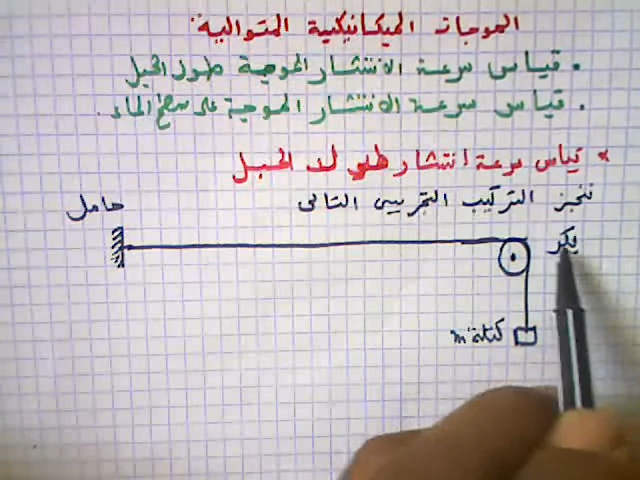 الموجات الميكانيكية المتوالية:
. قياس سرعة الانتشار الموجة طول الحبل
. قياس سرعة الانتشار الموجة على سطح الماء.
* قياس سرعة انتشار طول الحبل
ننجز التركيب التجريبي التالي
حامل
بكر
كتلة m